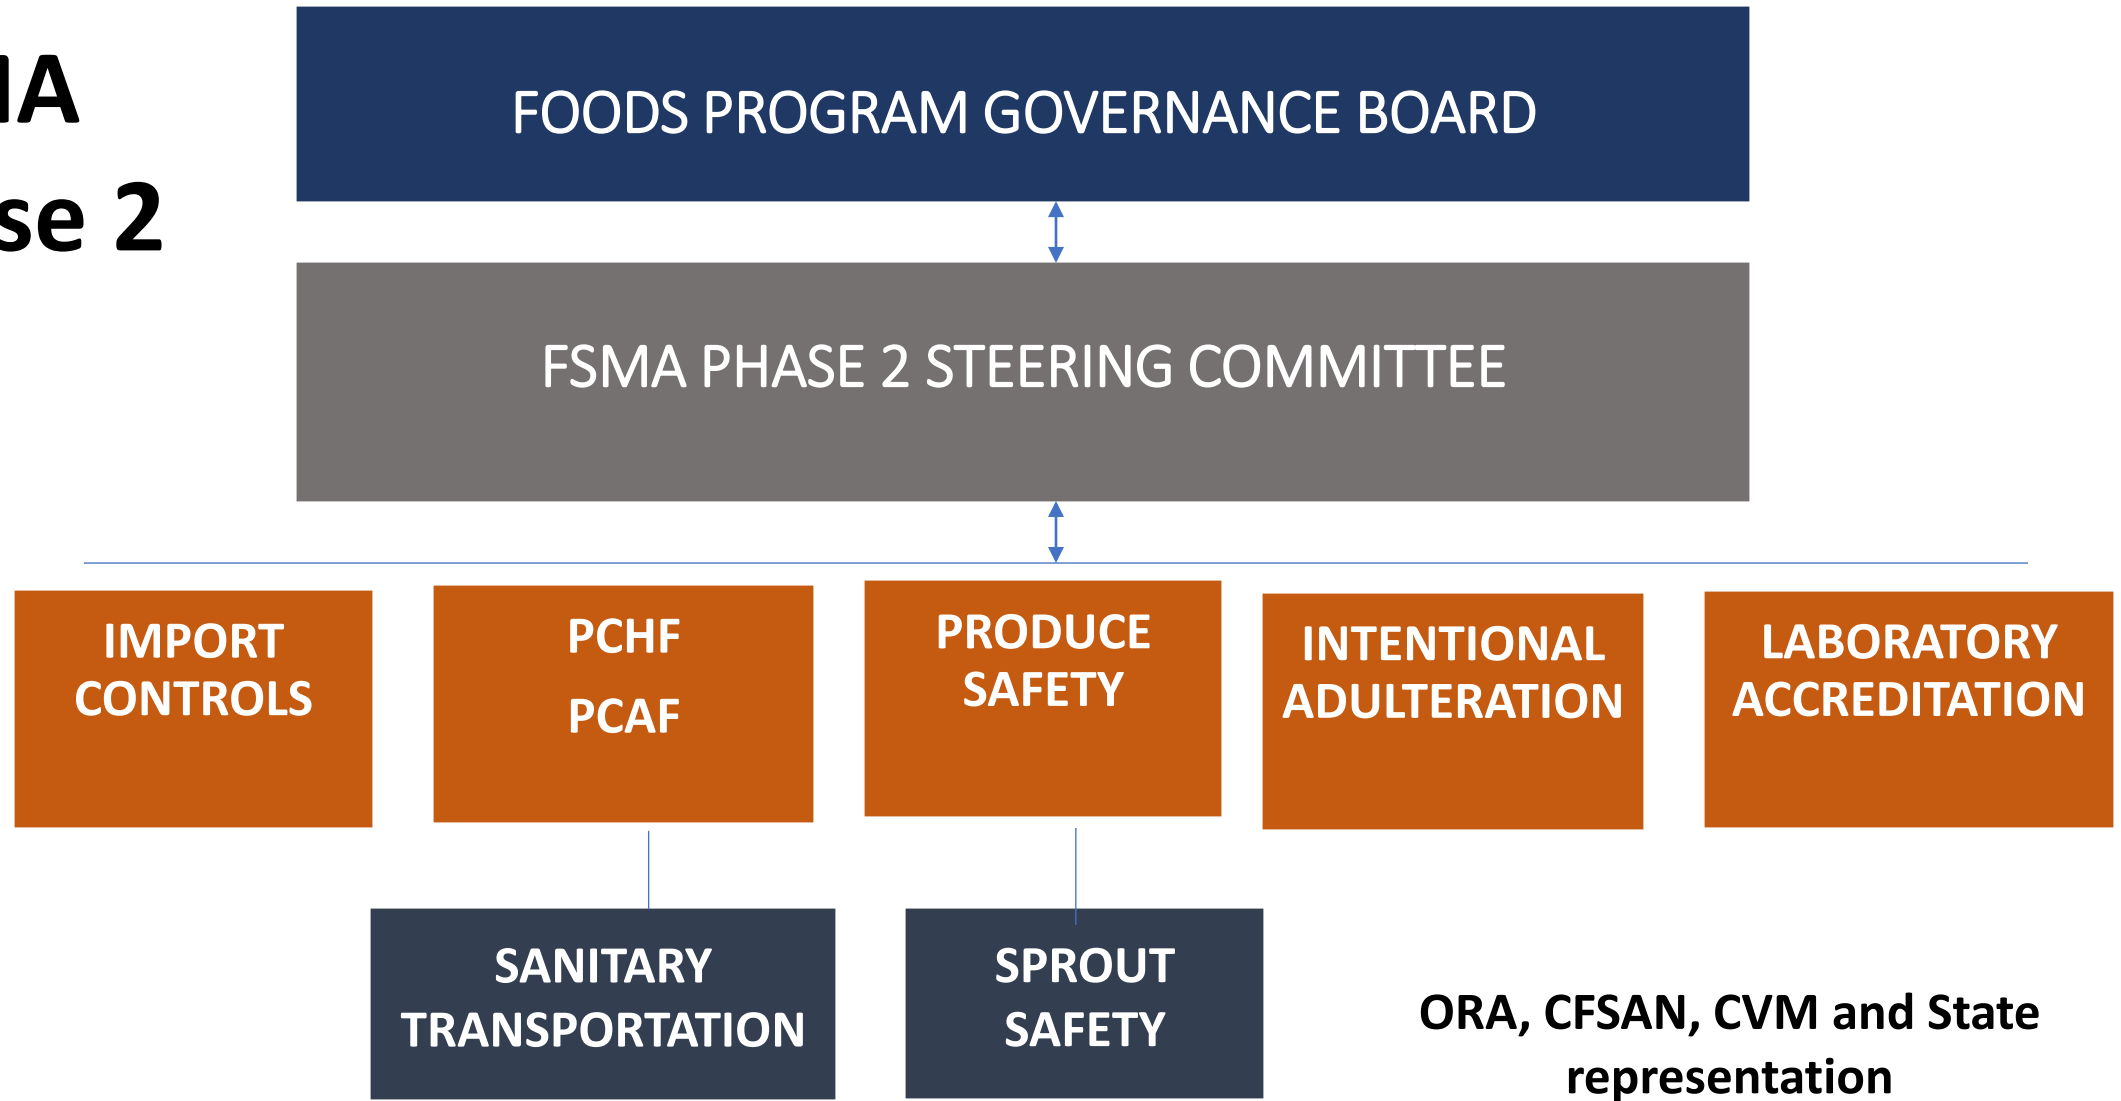 FOODS PROGRAM GOVERNANCE BOARD
se 2
FSMA PHASE 2 STEERING COMMITTEE
IMPORT
CONTROLS
PCHF
PCAF
PRODUCE
SAFETY
INTENTIONAL
ADULTERATION
LABORATORY
ACCREDITATION
SANITARY
TRANSPORTATION
SPROUT
SAFETY
ORA, CFSAN, CVM and State
representation